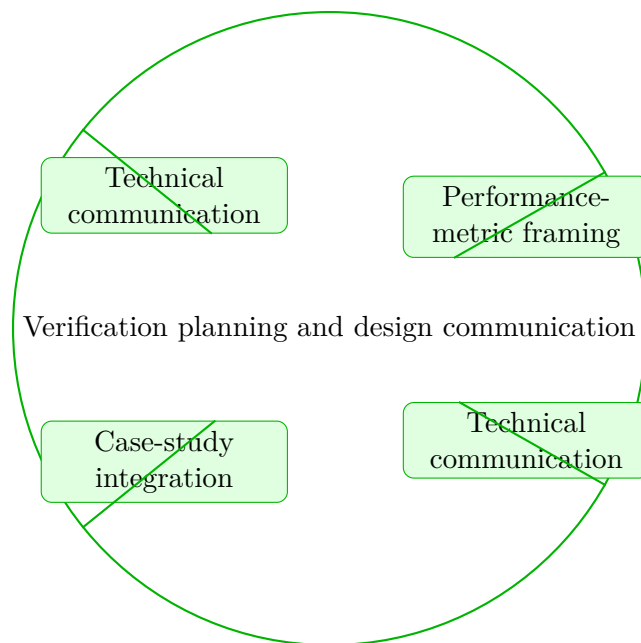 Technical
communication
Performance-
metric framing
Verification planning and design communication
Case-study
integration
Technical
communication